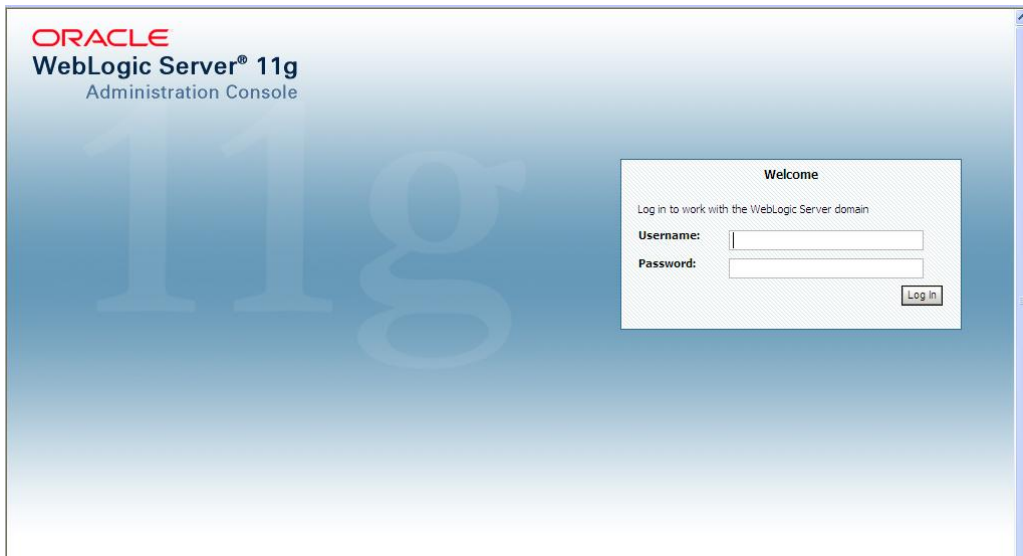 ORACLE
WebLogic Server® 11g
Administration Console
11g
Welcome
Log in to work with the WebLogic Server domain
Username:
Password:
Log In